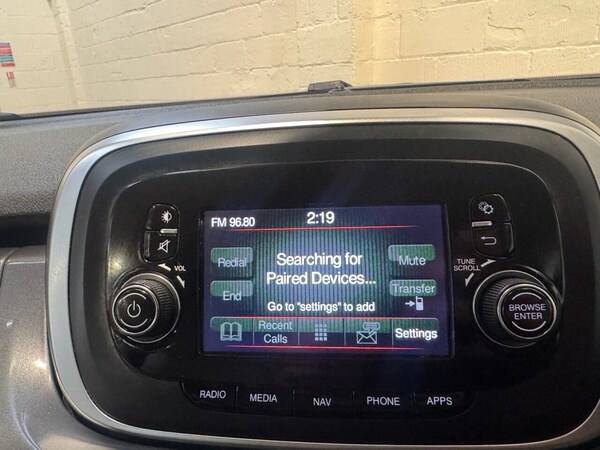 FM 96.80
2:19
Redial
Searching for
Paired Devices...
Mute
End
Transfer
Go to "settings" to add
Recent
Calls
Settings
VOL
TUNE
SCROLL
BROWSE
ENTER
RADIO
MEDIA
NAV
PHONE
APPS